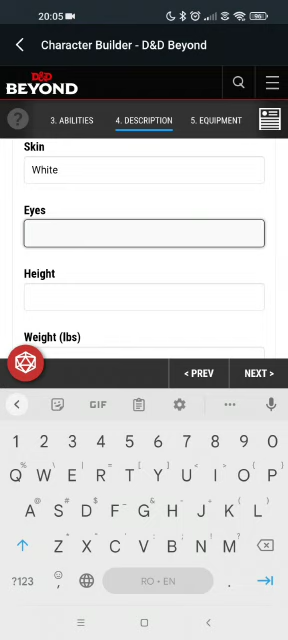 20:05
96
Character Builder - D&D Beyond
D&D
BEYOND
? 3. ABILITIES 4. DESCRIPTION 5. EQUIPMENT
Skin
White
Eyes
Height
Weight (lbs)
< PREV NEXT >
GIF
1 2 3 4 5 6 7 8 9 0
Q W E R T Y U I O P
% \ | = [ ] < > { }
A S D F G H J K L
@ # $ _ & - + ( )
Z X C V B N M
* " ' : ; ! ?
?123 , RO • EN .